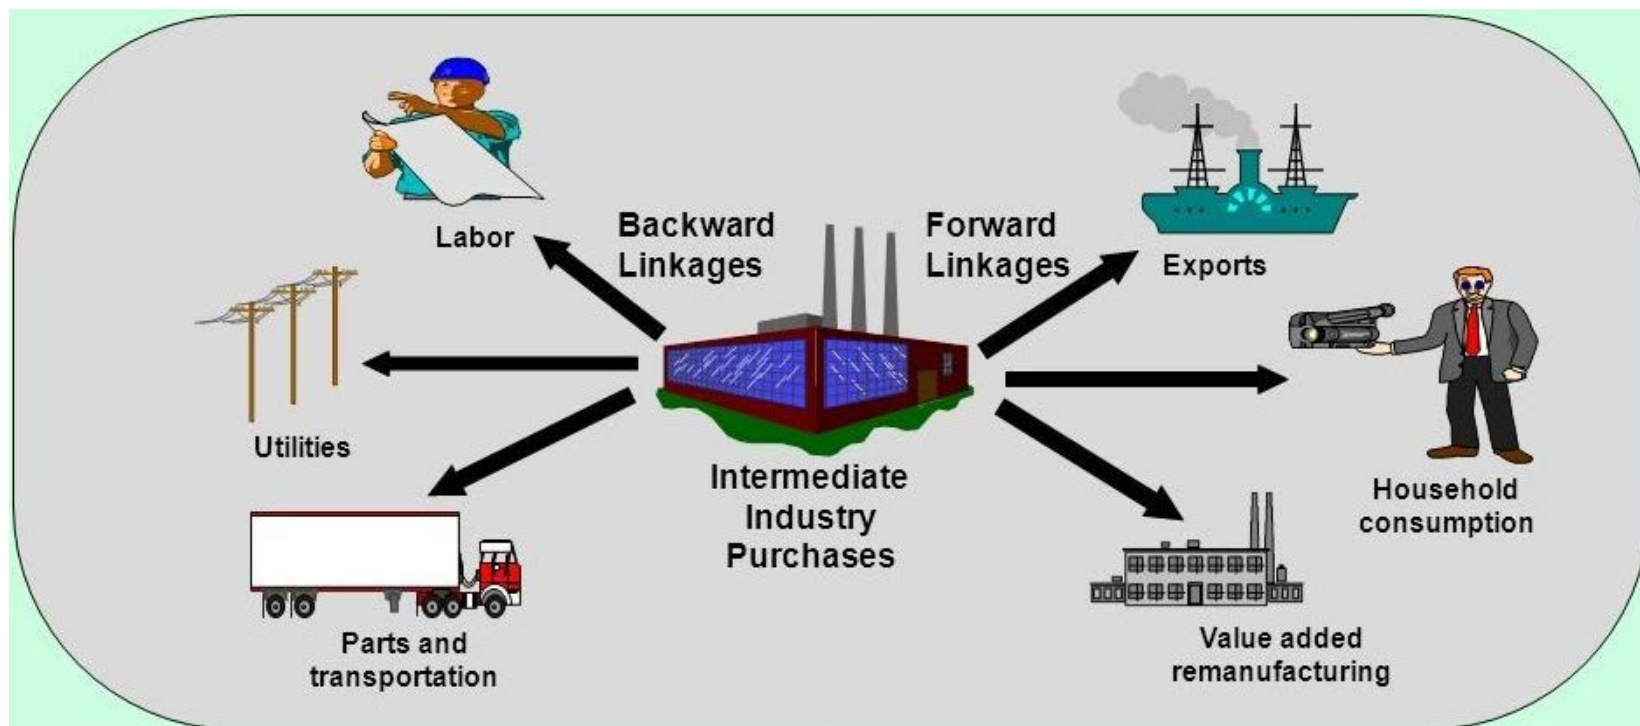 Labor
Backward
Linkages
Forward
Linkages
Exports
Utilities
Intermediate
Industry
Purchases
Household
consumption
Parts and
transportation
Value added
remanufacturing